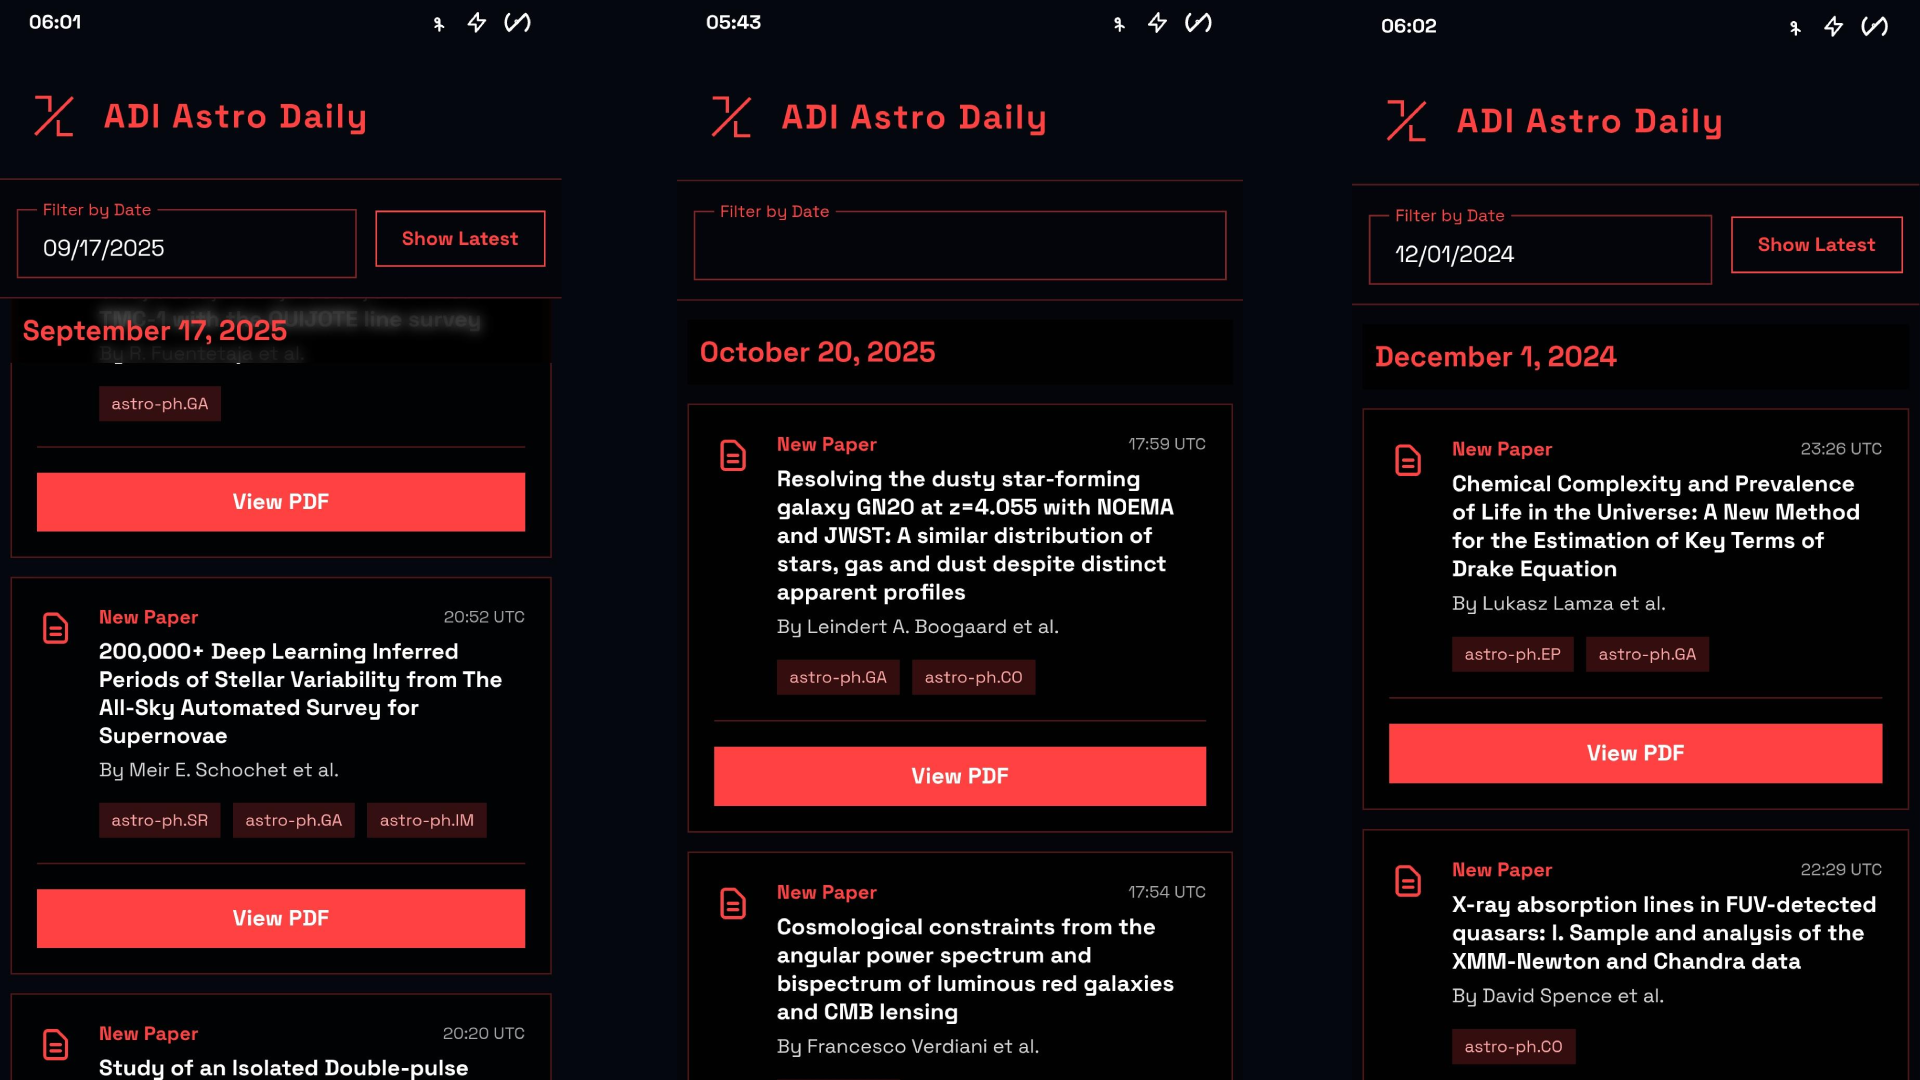 06:01
ADI Astro Daily
Filter by Date
09/17/2025
Show Latest
TMC-1 with the QUIJOTE line survey
September 17, 2025
By R. Fuentetaja et al.
astro-ph.GA
View PDF
New Paper
20:52 UTC
200,000+ Deep Learning Inferred
Periods of Stellar Variability from The
All-Sky Automated Survey for
Supernovae
By Meir E. Schochet et al.
astro-ph.SR
astro-ph.GA
astro-ph.IM
View PDF
New Paper
20:20 UTC
Study of an Isolated Double-pulse
05:43
ADI Astro Daily
Filter by Date
October 20, 2025
New Paper
17:59 UTC
Resolving the dusty star-forming
galaxy GN20 at z=4.055 with NOEMA
and JWST: A similar distribution of
stars, gas and dust despite distinct
apparent profiles
By Leindert A. Boogaard et al.
astro-ph.GA
astro-ph.CO
View PDF
New Paper
17:54 UTC
Cosmological constraints from the
angular power spectrum and
bispectrum of luminous red galaxies
and CMB lensing
By Francesco Verdiani et al.
06:02
ADI Astro Daily
Filter by Date
12/01/2024
Show Latest
December 1, 2024
New Paper
23:26 UTC
Chemical Complexity and Prevalence
of Life in the Universe: A New Method
for the Estimation of Key Terms of
Drake Equation
By Lukasz Lamza et al.
astro-ph.EP
astro-ph.GA
View PDF
New Paper
22:29 UTC
X-ray absorption lines in FUV-detected
quasars: I. Sample and analysis of the
XMM-Newton and Chandra data
By David Spence et al.
astro-ph.CO